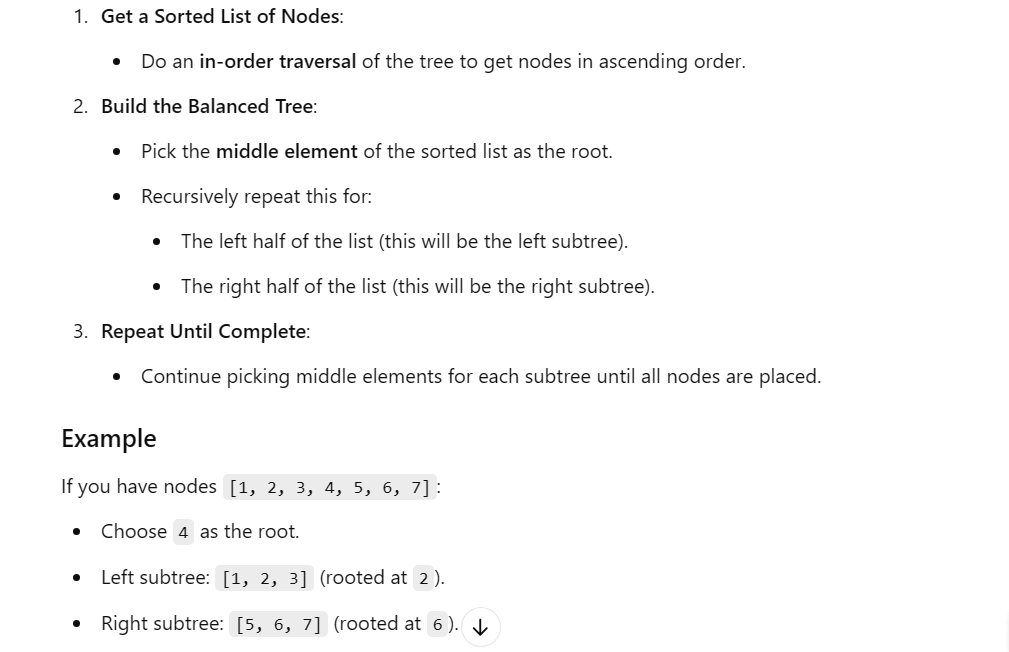 1. Get a Sorted List of Nodes:
• Do an in-order traversal of the tree to get nodes in ascending order.
2. Build the Balanced Tree:
• Pick the middle element of the sorted list as the root.
• Recursively repeat this for:
• The left half of the list (this will be the left subtree).
• The right half of the list (this will be the right subtree).
3. Repeat Until Complete:
• Continue picking middle elements for each subtree until all nodes are placed.
Example
If you have nodes [1, 2, 3, 4, 5, 6, 7]:
• Choose 4 as the root.
• Left subtree: [1, 2, 3] (rooted at 2).
• Right subtree: [5, 6, 7] (rooted at 6).